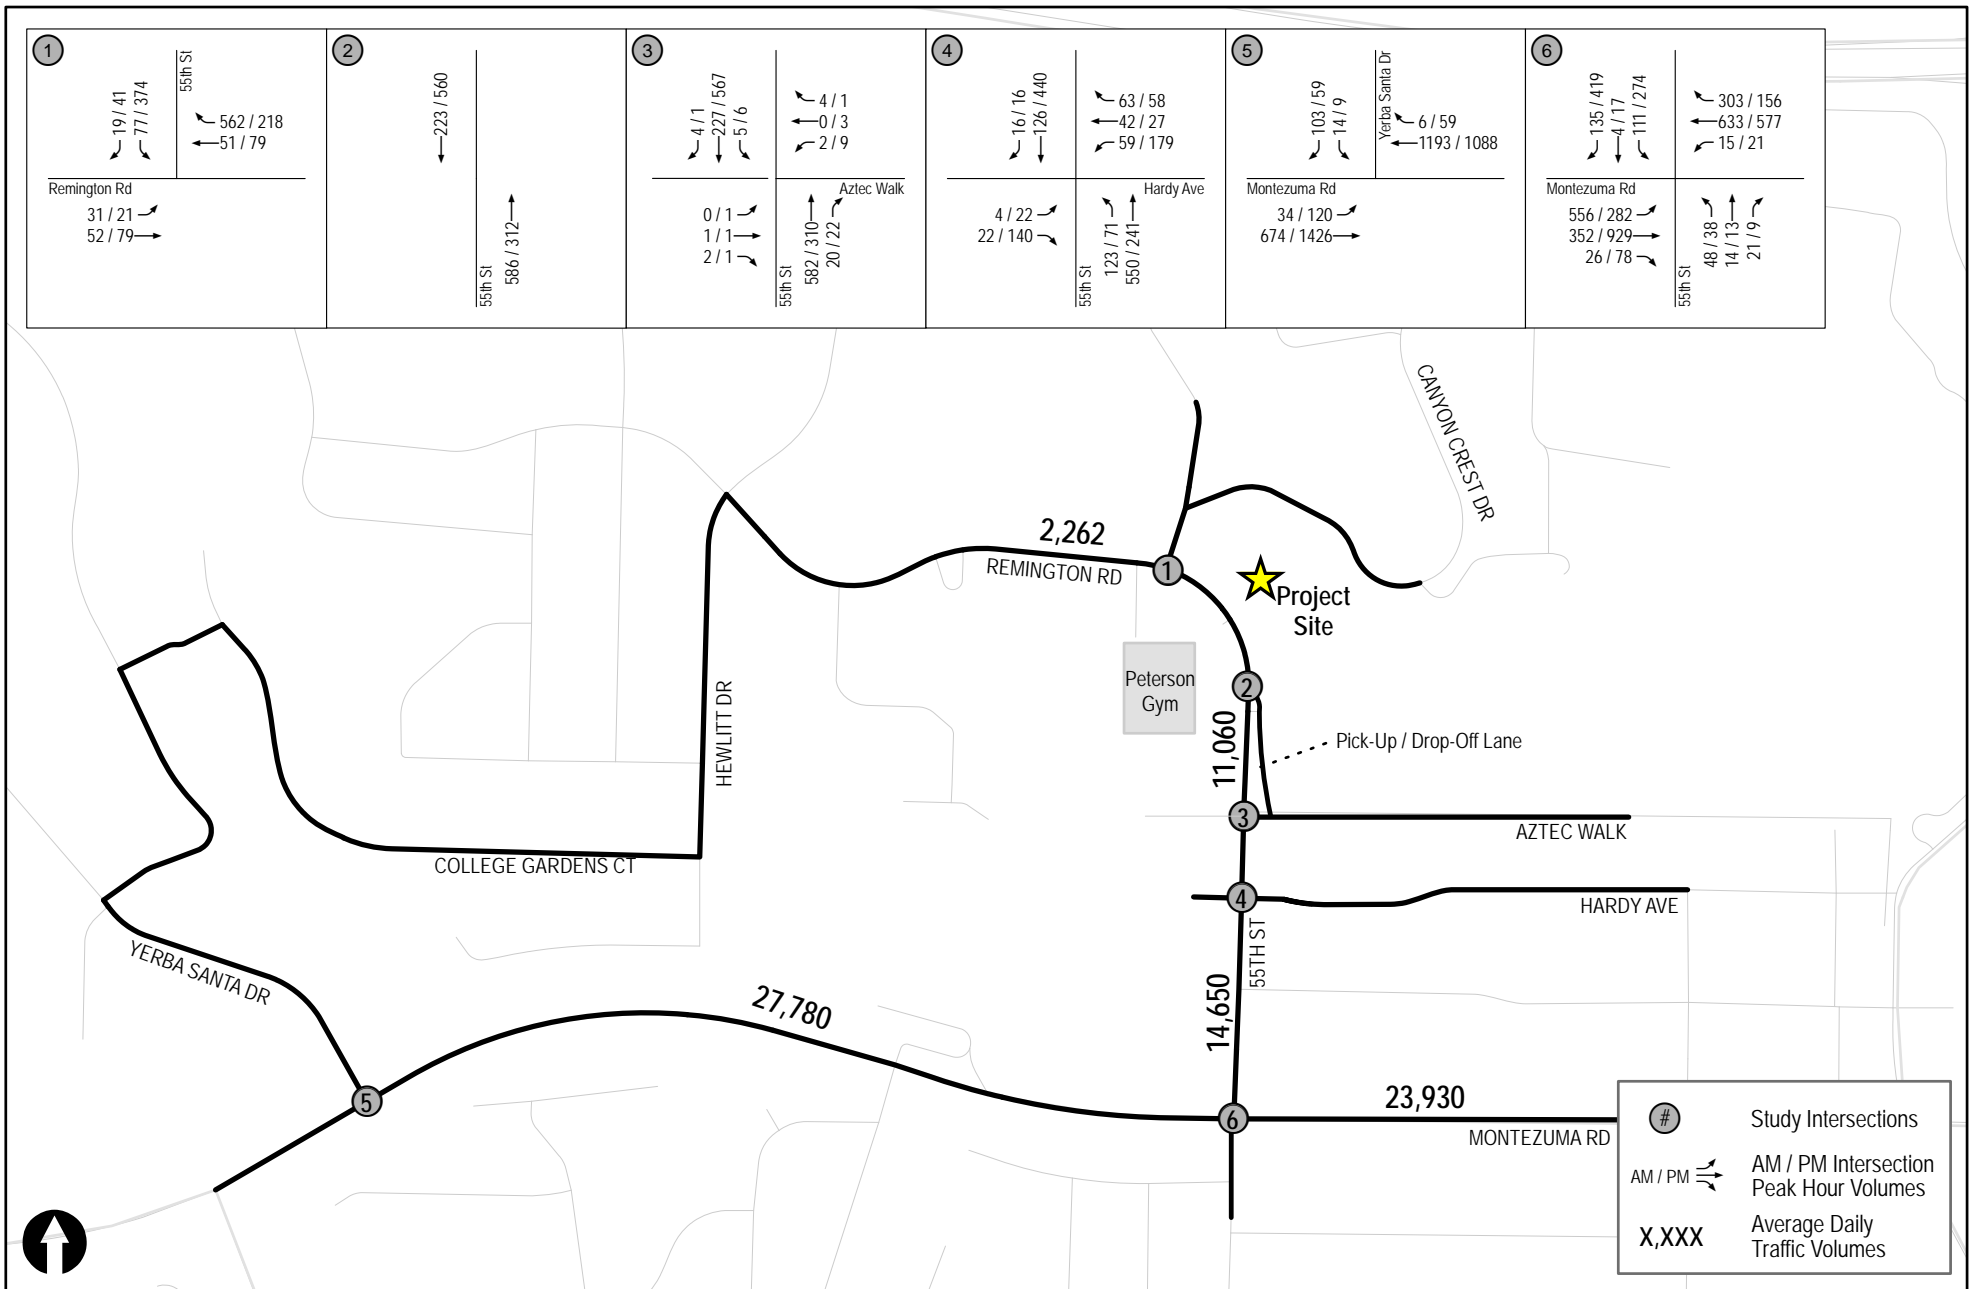 1
55th St
19 / 41
77 / 374
562 / 218
51 / 79
Remington Rd
31 / 21
52 / 79
2
223 / 560
55th St
586 / 312
3
4 / 1
227 / 567
5 / 6
4 / 1
0 / 3
2 / 9
Aztec Walk
0 / 1
1 / 1
2 / 1
55th St
582 / 310
20 / 22
4
16 / 16
126 / 440
63 / 58
42 / 27
59 / 179
Hardy Ave
4 / 22
22 / 140
55th St
123 / 71
550 / 241
5
103 / 59
14 / 9
Yerba Santa Dr
6 / 59
1193 / 1088
Montezuma Rd
34 / 120
674 / 1426
6
135 / 419
4 / 17
111 / 274
303 / 156
633 / 577
15 / 21
Montezuma Rd
556 / 282
352 / 929
26 / 78
55th St
48 / 38
14 / 13
21 / 9
CANYON CREST DR
2,262
REMINGTON RD
1
Project
Site
Peterson
Gym
2
11,060
Pick-Up / Drop-Off Lane
HEWLITT DR
3
AZTEC WALK
COLLEGE GARDENS CT
4
HARDY AVE
55TH ST
YERBA SANTA DR
27,780
14,650
5
6
23,930
MONTEZUMA RD
#
Study Intersections
AM / PM
AM / PM Intersection
Peak Hour Volumes
X,XXX
Average Daily
Traffic Volumes